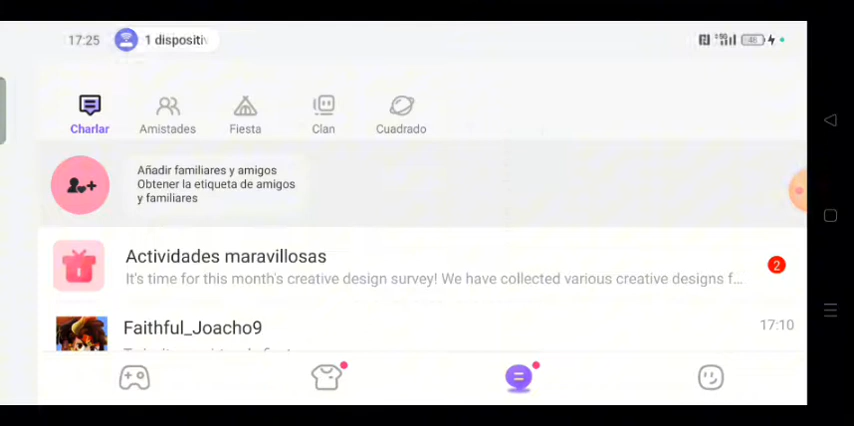 17:25
1 dispositi
48
Charlar
Amistades
Fiesta
Clan
Cuadrado
Añadir familiares y amigos
Obtener la etiqueta de amigos
y familiares
Actividades maravillosas
It's time for this month's creative design survey! We have collected various creative designs f...
2
Faithful_Joacho9
17:10